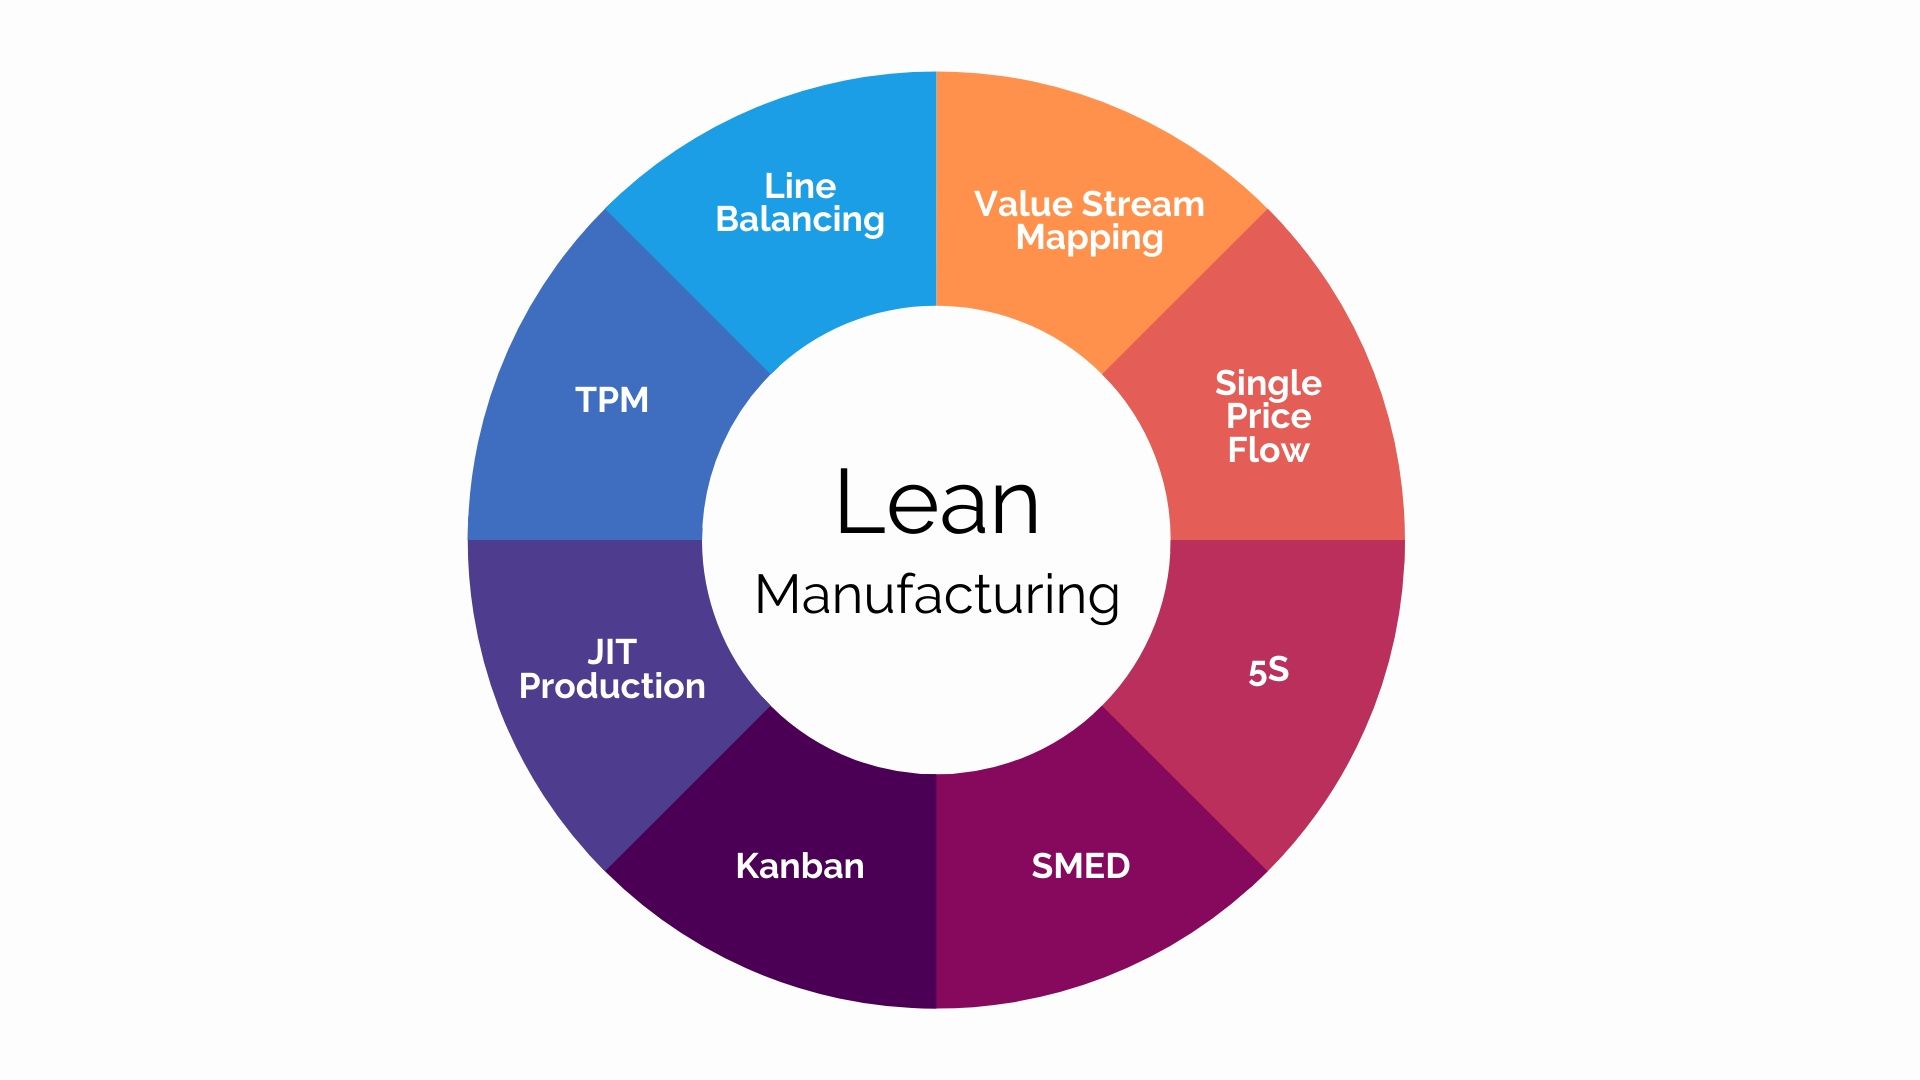 Line
Balancing
Value Stream
Mapping
Single
Price
Flow
5S
SMED
Kanban
JIT
Production
TPM
Lean
Manufacturing